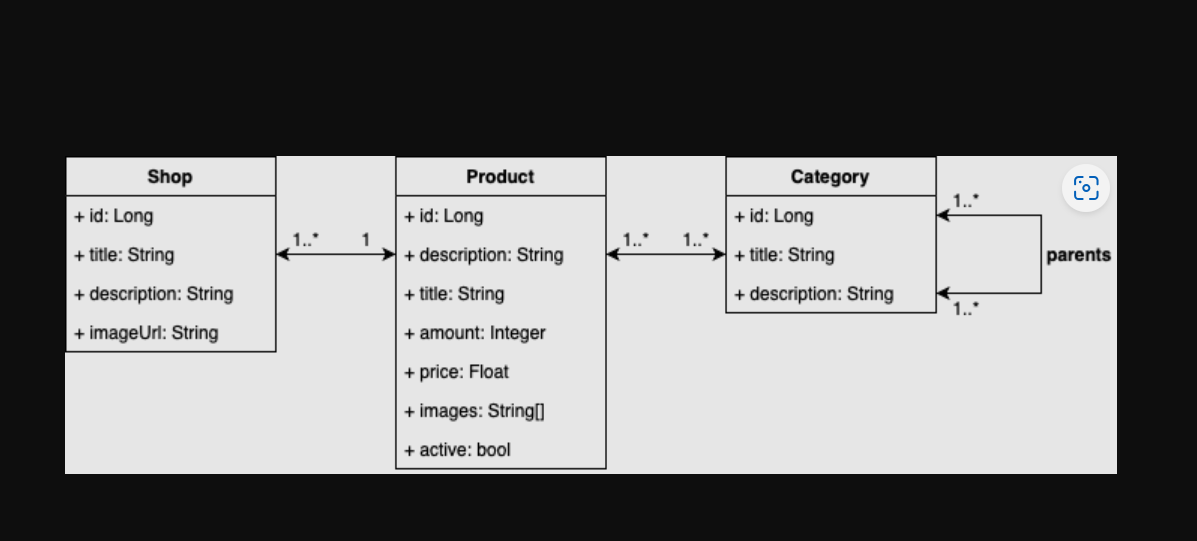 Shop
+ id: Long
+ title: String
+ description: String
+ imageUrl: String
1..* 1
Product
+ id: Long
+ description: String
+ title: String
+ amount: Integer
+ price: Float
+ images: String[]
+ active: bool
1..* 1..*
Category
+ id: Long
+ title: String
+ description: String
1..*
parents
1..*